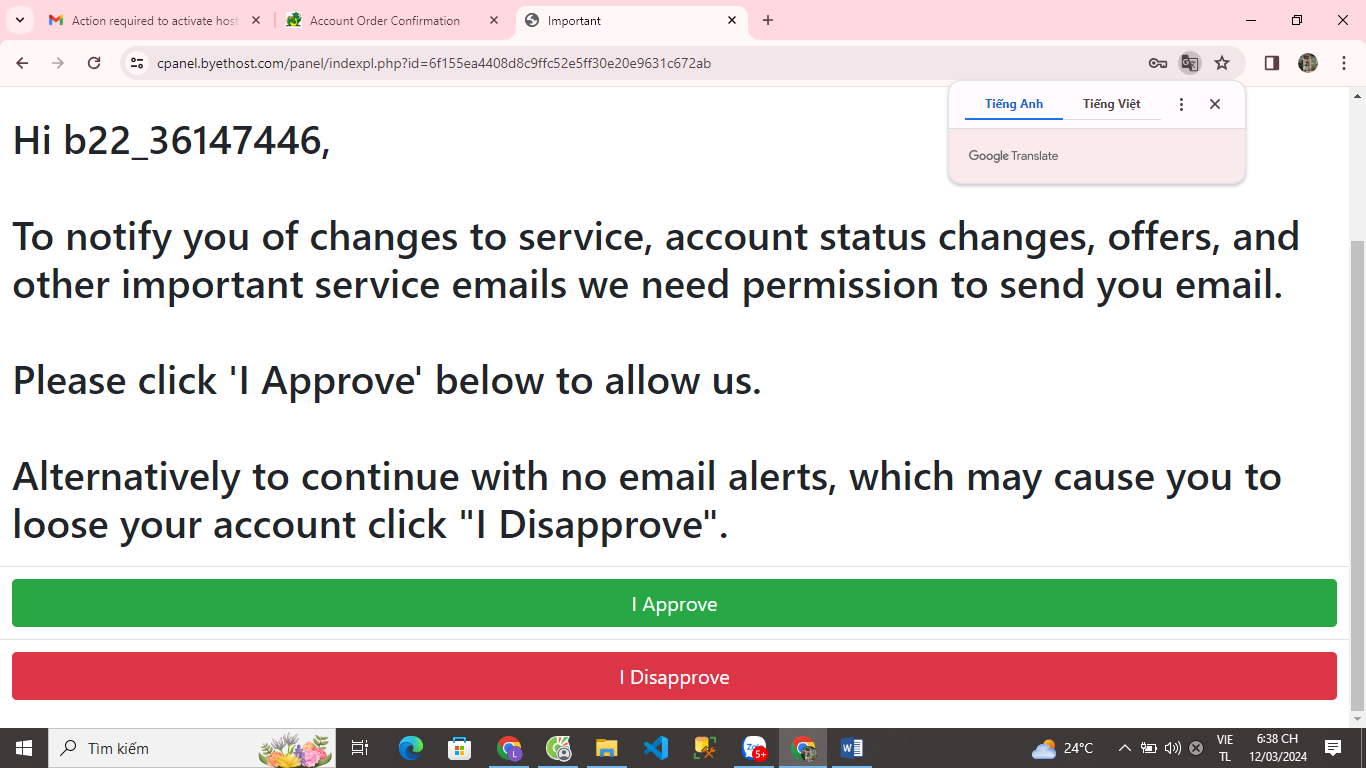 Action required to activate host
Account Order Confirmation
Important
cpanel.byethost.com/panel/indexpl.php?id=6f155ea4408d8c9ffc52e5ff30e20e9631c672ab
Tiếng Anh
Tiếng Việt
Google Translate
Hi b22_36147446,
To notify you of changes to service, account status changes, offers, and
other important service emails we need permission to send you email.
Please click 'I Approve' below to allow us.
Alternatively to continue with no email alerts, which may cause you to
loose your account click "I Disapprove".
I Approve
I Disapprove
Tìm kiếm
L
Zalo
5+
24°C
VIE
TL
6:38 CH
12/03/2024